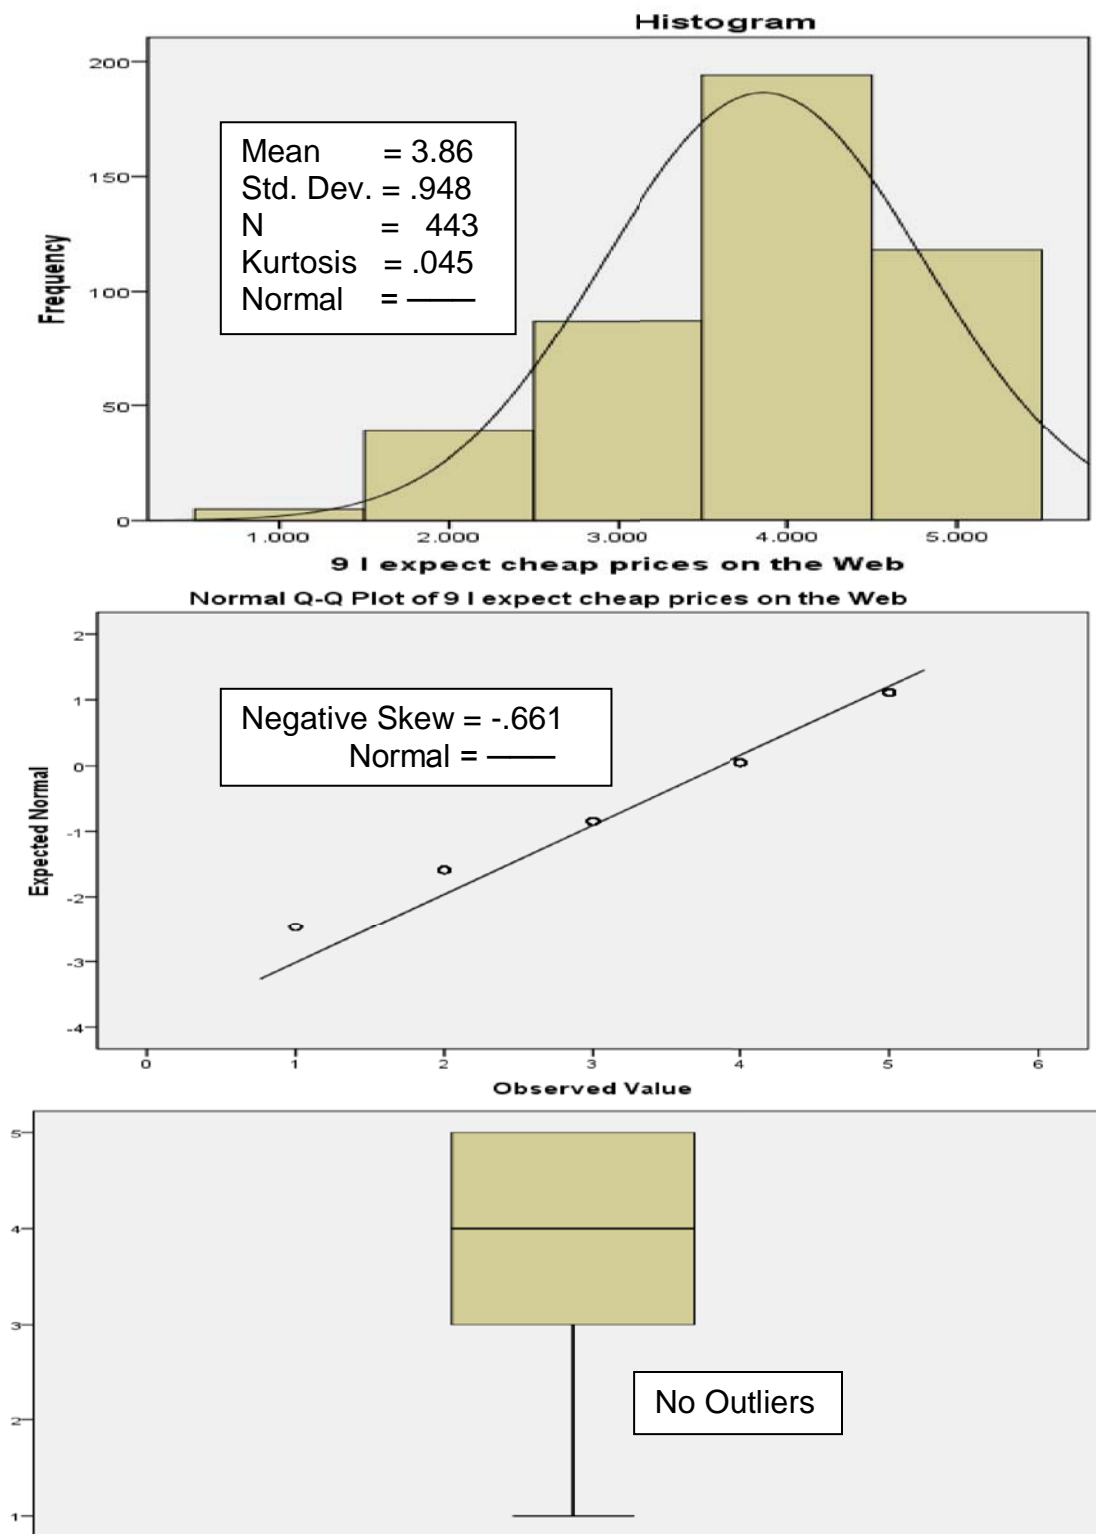 Histogram
200
150
100
50
0
Frequency
Mean = 3.86
Std. Dev. = .948
N = 443
Kurtosis = .045
Normal = ——
1.000 2.000 3.000 4.000 5.000
9 I expect cheap prices on the Web
Normal Q-Q Plot of 9 I expect cheap prices on the Web
2
1
0
-1
-2
-3
-4
Expected Normal
Negative Skew = -.661
Normal = ——
0 1 2 3 4 5 6
Observed Value
5
4
3
2
1
No Outliers